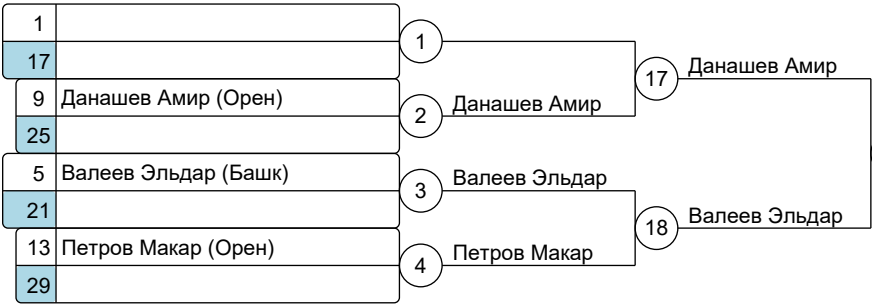 1
17
1
9 Данашев Амир (Орен)
25
2
Данашев Амир
17
Данашев Амир
5 Валеев Эльдар (Башк)
21
3
Валеев Эльдар
13 Петров Макар (Орен)
29
4
Петров Макар
18
Валеев Эльдар